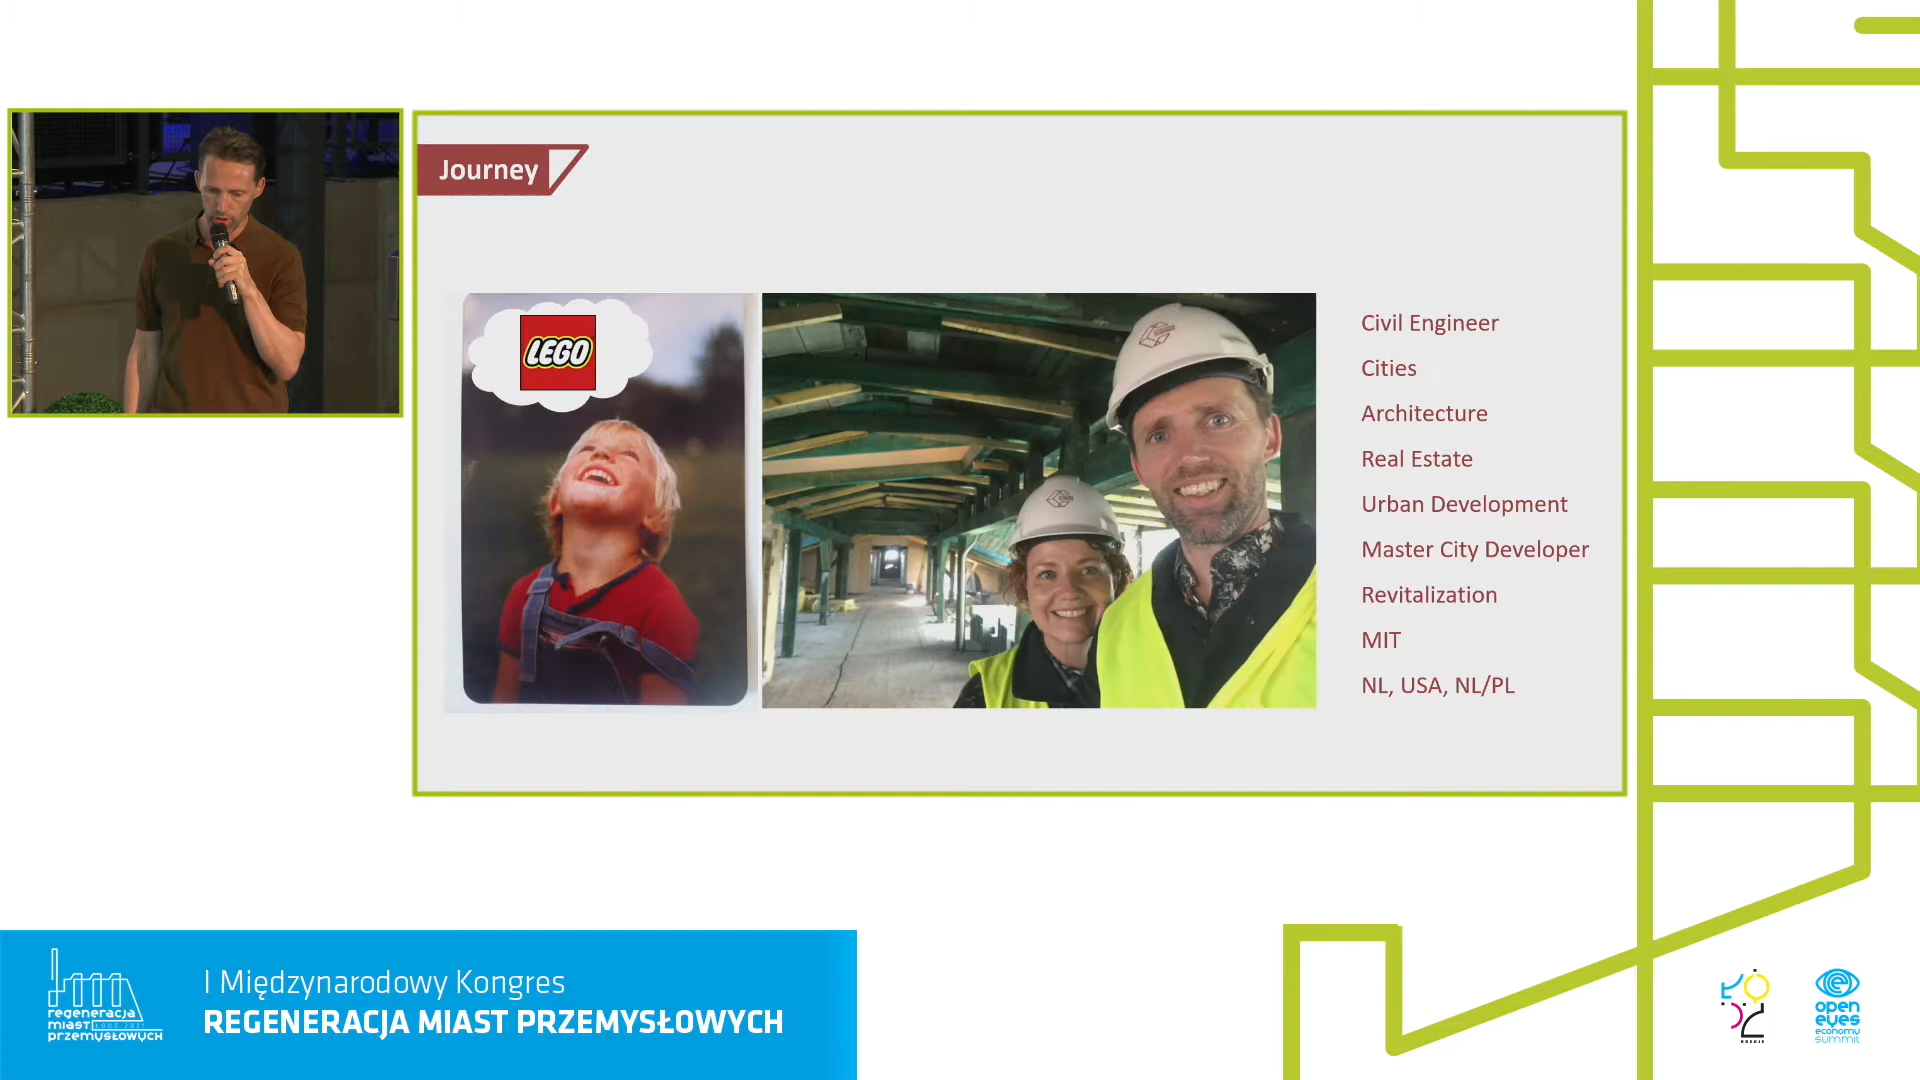 Journey
LEGO
Civil Engineer
Cities
Architecture
Real Estate
Urban Development
Master City Developer
Revitalization
MIT
NL, USA, NL/PL
I Międzynarodowy Kongres
REGENERACJA MIAST PRZEMYSŁOWYCH
regeneracja
miast
przemysłowych
open
eyes
economy
summit